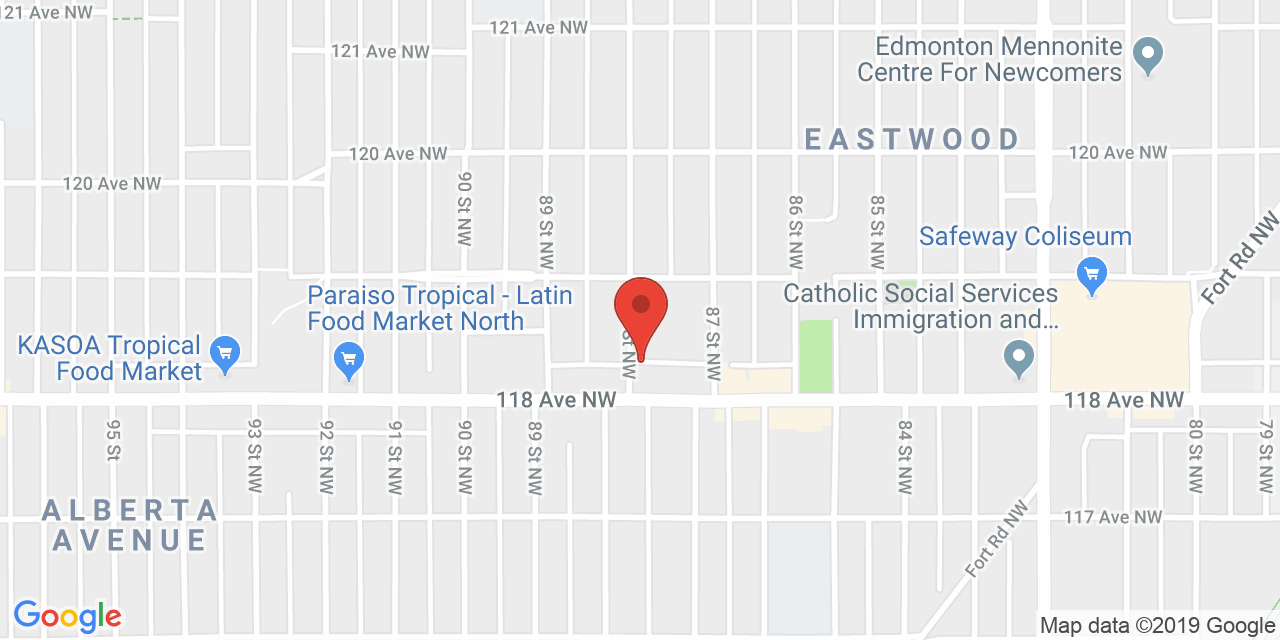 121 Ave NW
121 Ave NW
121 Ave NW
Edmonton Mennonite
Centre For Newcomers
EASTWOOD
120 Ave NW
120 Ave NW
120 Ave NW
90 St NW
89 St NW
86 St NW
85 St NW
Safeway Coliseum
Fort Rd NW
Paraiso Tropical - Latin
Food Market North
Catholic Social Services
Immigration and...
KASOA Tropical
Food Market
St NW
87 St NW
118 Ave NW
118 Ave NW
95 St
93 St NW
92 St NW
91 St NW
90 St NW
89 St NW
84 St NW
80 St NW
79 St NW
ALBERTA
AVENUE
117 Ave NW
Fort Rd NW
Google
Map data ©2019 Google